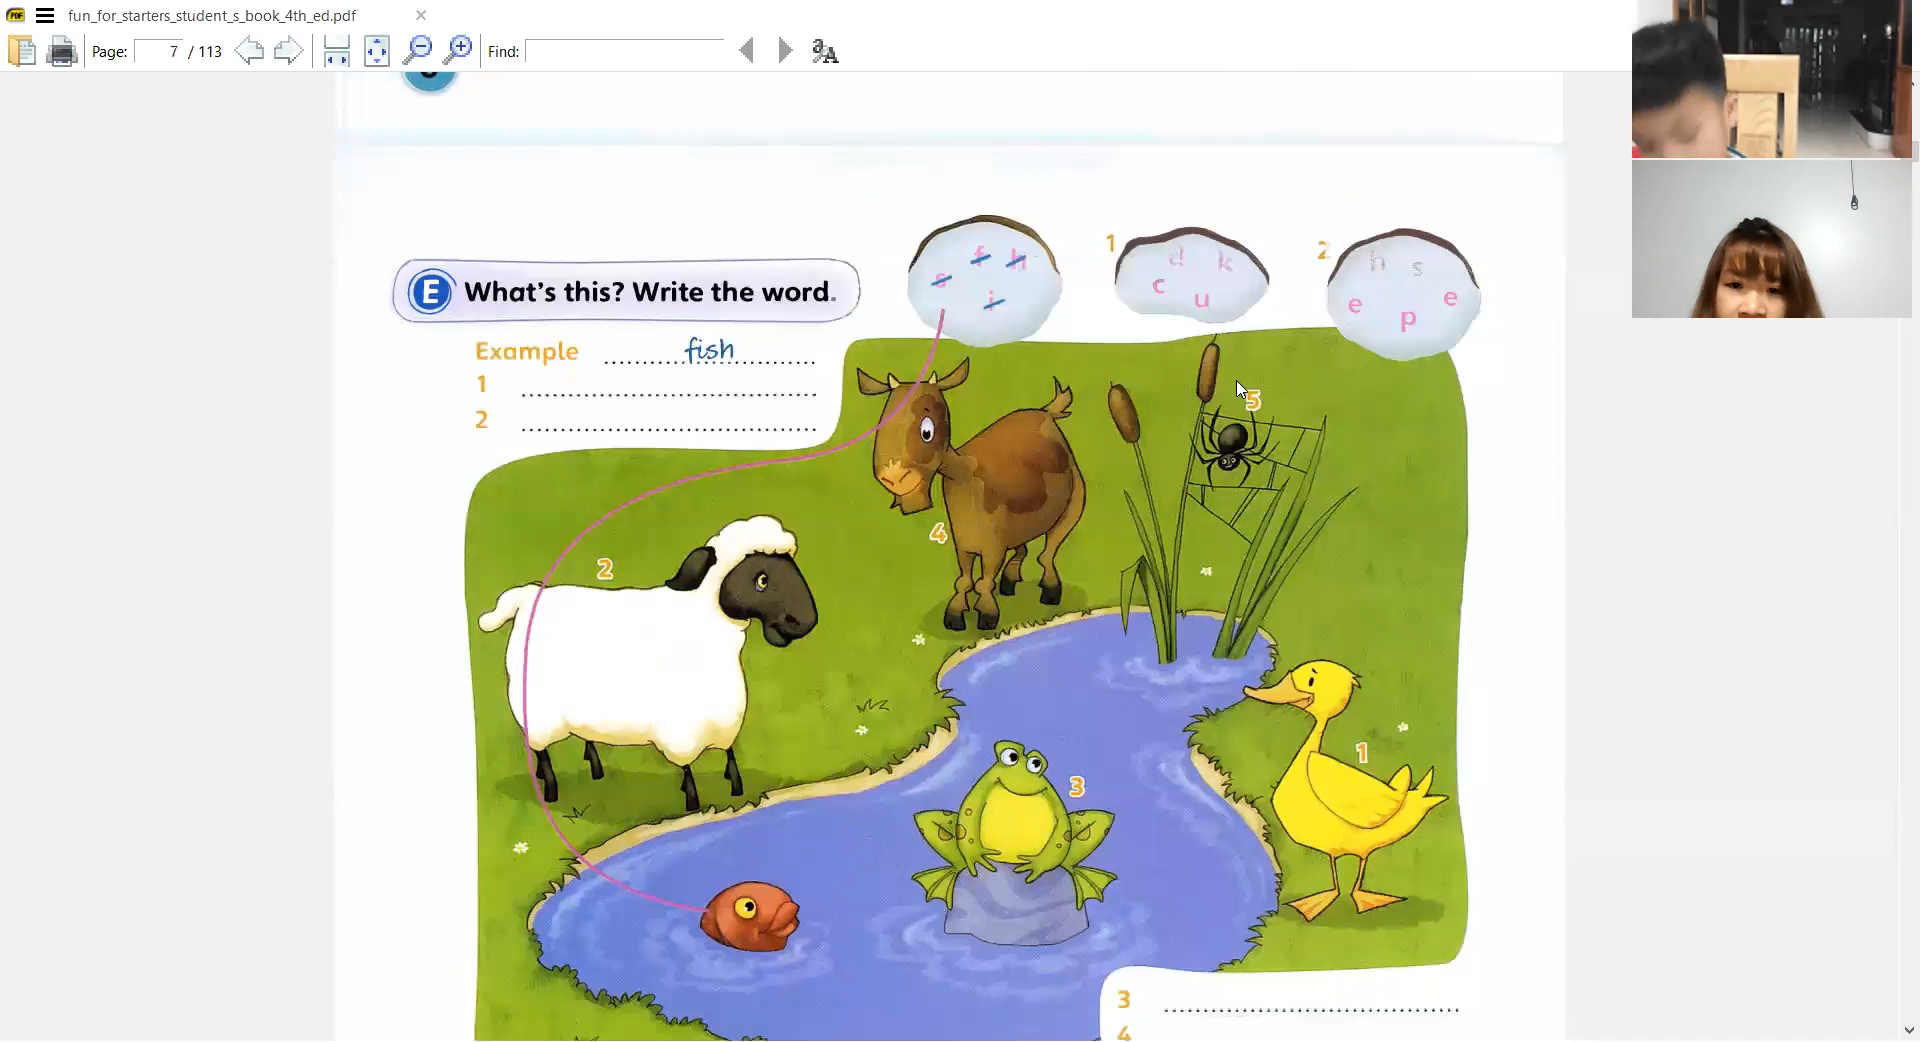 PDF fun_for_starters_student_s_book_4th_ed.pdf
Page: 7 / 113 Find:
f h
s
i
1 d k
c u
2 h s
e e
p
E What's this? Write the word.
Example fish
1
2
5
4
2
1
3
3
4